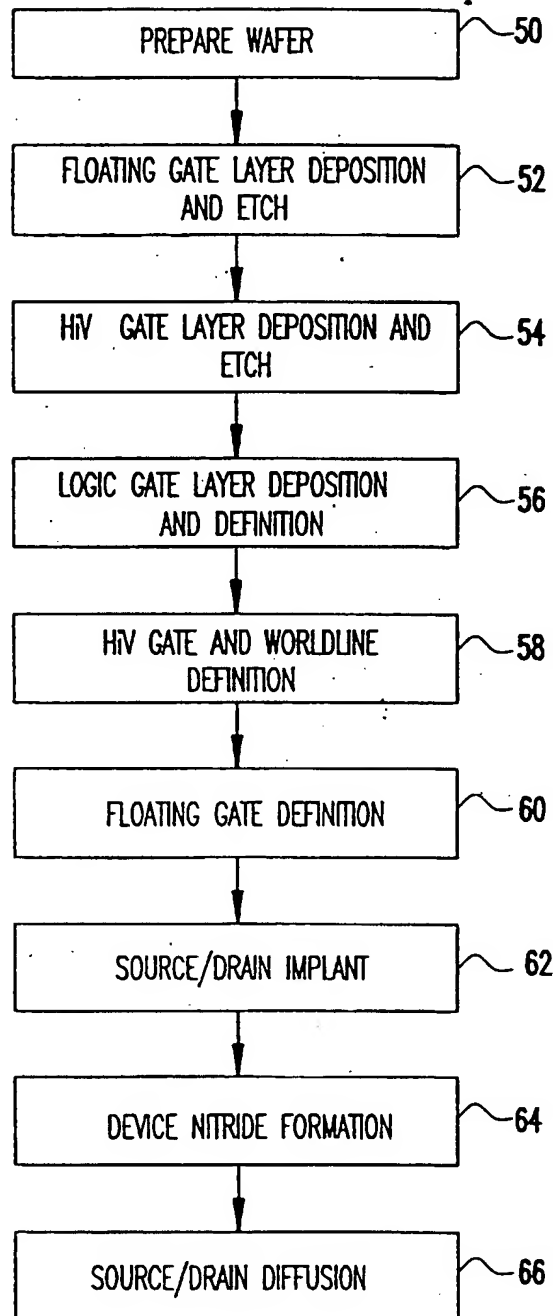 PREPARE WAFER 50
FLOATING GATE LAYER DEPOSITION 52
AND ETCH
HiV GATE LAYER DEPOSITION AND 54
ETCH
LOGIC GATE LAYER DEPOSITION 56
AND DEFINITION
HiV GATE AND WORLDLINE 58
DEFINITION
FLOATING GATE DEFINITION 60
SOURCE/DRAIN IMPLANT 62
DEVICE NITRIDE FORMATION 64
SOURCE/DRAIN DIFFUSION 66